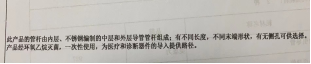 此产品的管杆由内层，不锈钢编制的中层和外层导管管杆组成；有不同长度，不同末端形状，有无侧孔可供选择。
产品经环氧乙烷灭菌，一次性使用，为医疗和诊断器件的导入提供路径。